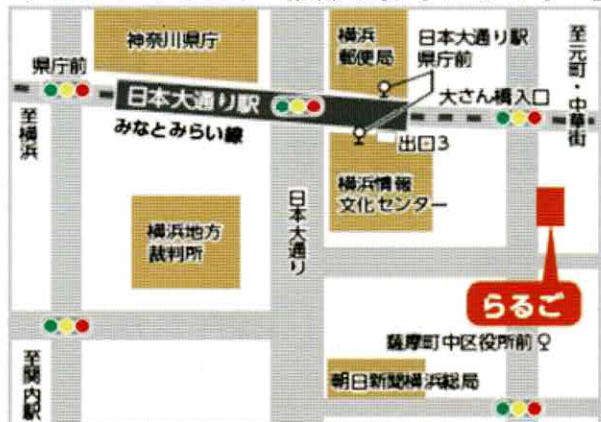 神奈川県庁
横浜
郵便局
日本大通り駅
県庁前
至元町・中華街
県庁前
日本大通り駅
大さん橋入口
至横浜
みなとみらい線
出口3
横浜情報
文化センター
日本大通り
横浜地方
裁判所
らるご
薩摩町中区役所前
至関内駅
朝日新聞横浜総局